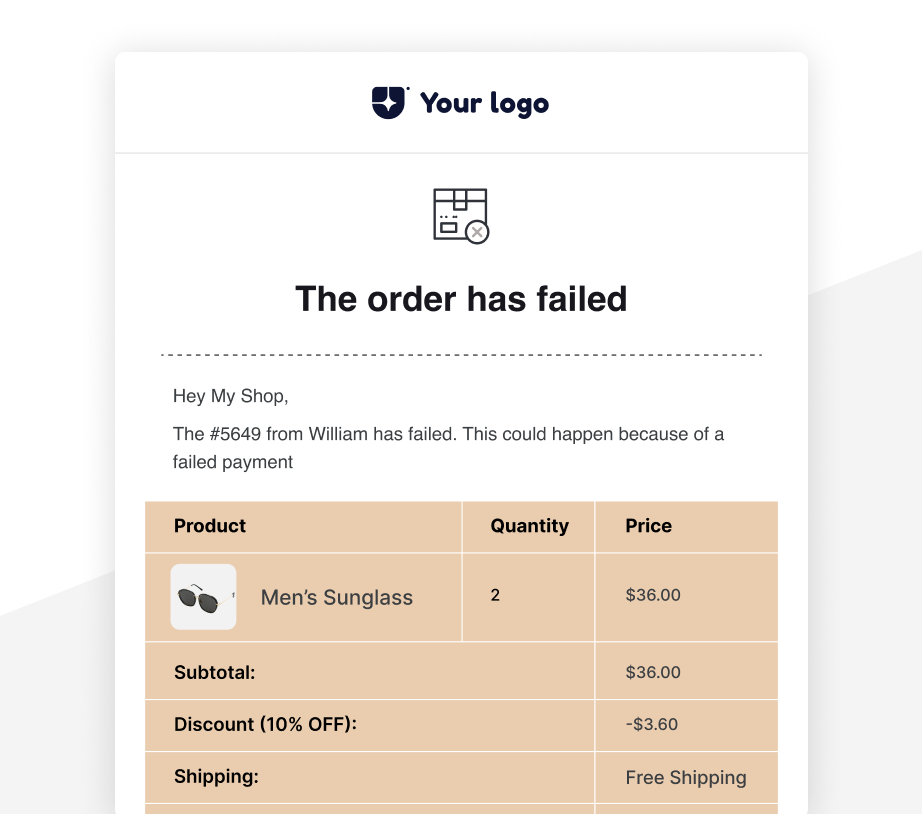 Your logo
The order has failed
Hey My Shop,
The #5649 from William has failed. This could happen because of a
failed payment
Product Quantity Price
Men’s Sunglass 2 $36.00
Subtotal: $36.00
Discount (10% OFF): -$3.60
Shipping: Free Shipping